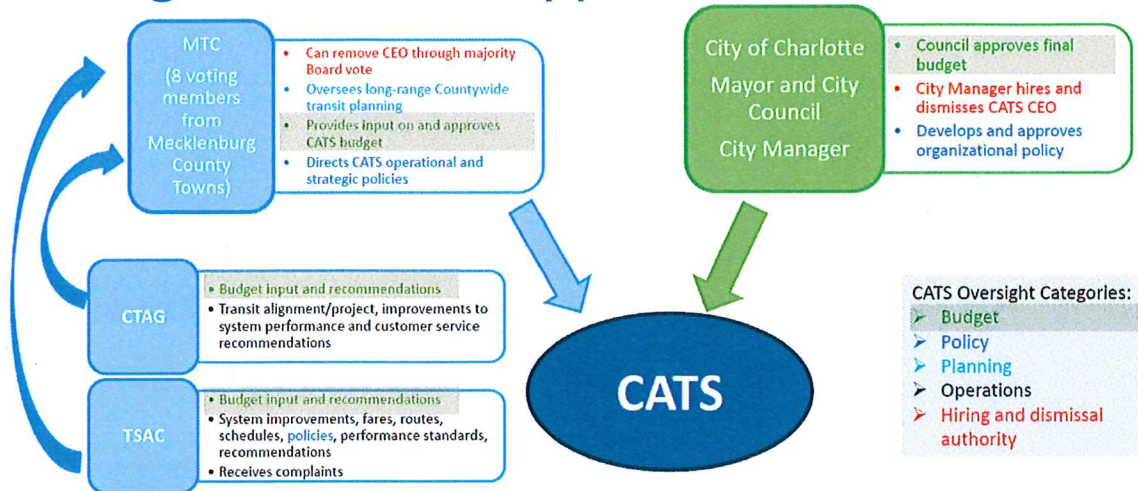 MTC
(8 voting
members
from
Mecklenburg
County
Towns)
• Can remove CEO through majority
Board vote
• Oversees long-range Countywide
transit planning
• Provides input on and approves
CATS budget
• Directs CATS operational and
strategic policies
City of Charlotte
Mayor and City
Council
City Manager
• Council approves final
budget
• City Manager hires and
dismisses CATS CEO
• Develops and approves
organizational policy
CTAG
• Budget input and recommendations
• Transit alignment/project, improvements to
system performance and customer service
recommendations
TSAC
• Budget input and recommendations
• System improvements, fares, routes,
schedules, policies, performance standards,
recommendations
• Receives complaints
CATS
CATS Oversight Categories:
➢ Budget
➢ Policy
➢ Planning
➢ Operations
➢ Hiring and dismissal
authority